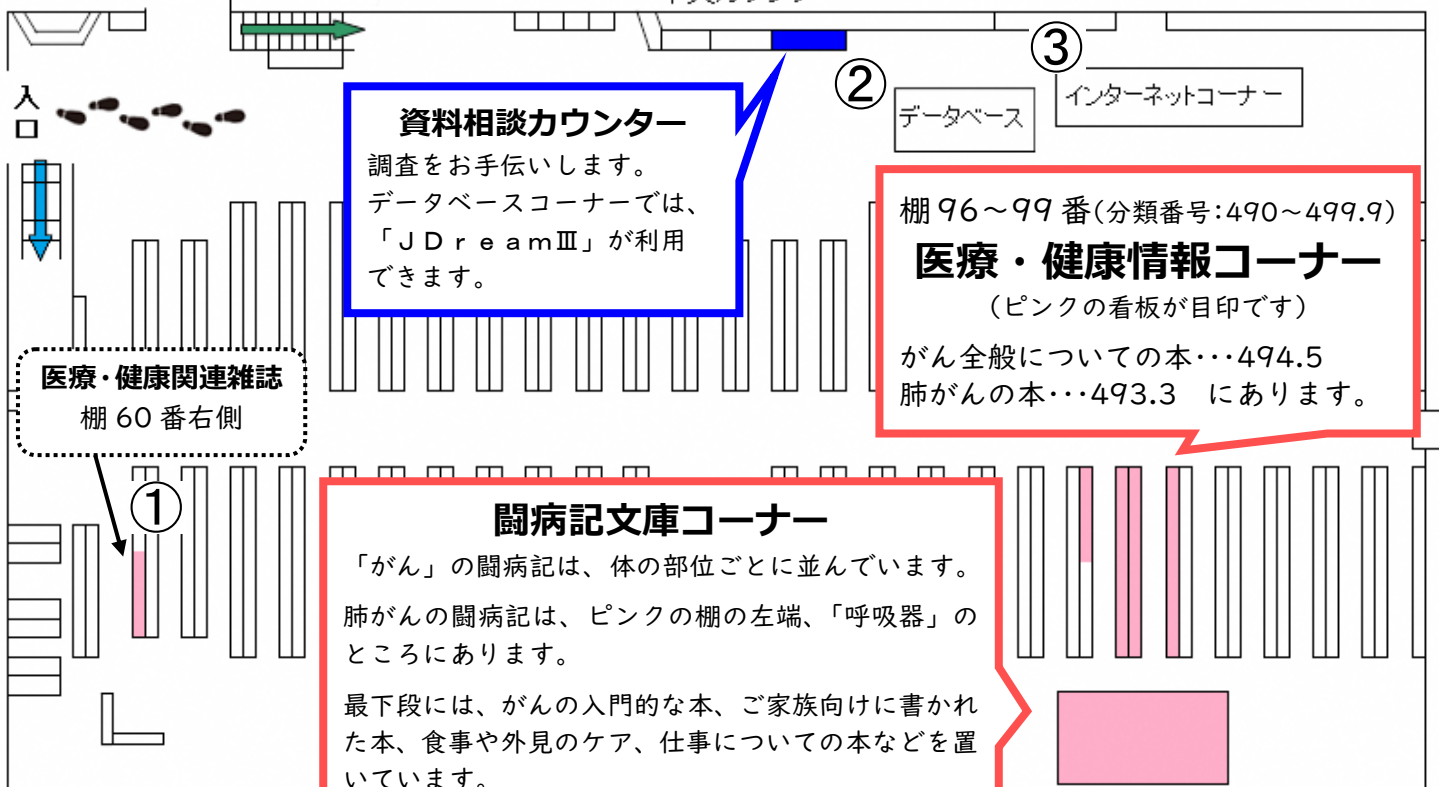 入口
資料相談カウンター
調査をお手伝いします。
データベースコーナーでは、
「ＪＤｒｅａｍⅢ」が利用
できます。
②
データベース
③
インターネットコーナー
棚96～99番(分類番号:490～499.9)
医療・健康情報コーナー
(ピンクの看板が目印です)
がん全般についての本･･･494.5
肺がんの本･･･493.3　にあります。
医療・健康関連雑誌
棚60番右側
①
闘病記文庫コーナー
「がん」の闘病記は、体の部位ごとに並んでいます。
肺がんの闘病記は、ピンクの棚の左端、「呼吸器」の
ところにあります。
最下段には、がんの入門的な本、ご家族向けに書かれ
た本、食事や外見のケア、仕事についての本などを置
いています。